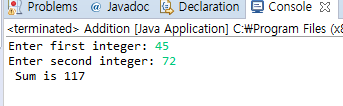 Problems @ Javadoc Declaration Console
<terminated> Addition [Java Application] C:₩Program Files (x8
Enter first integer: 45
Enter second integer: 72
Sum is 117